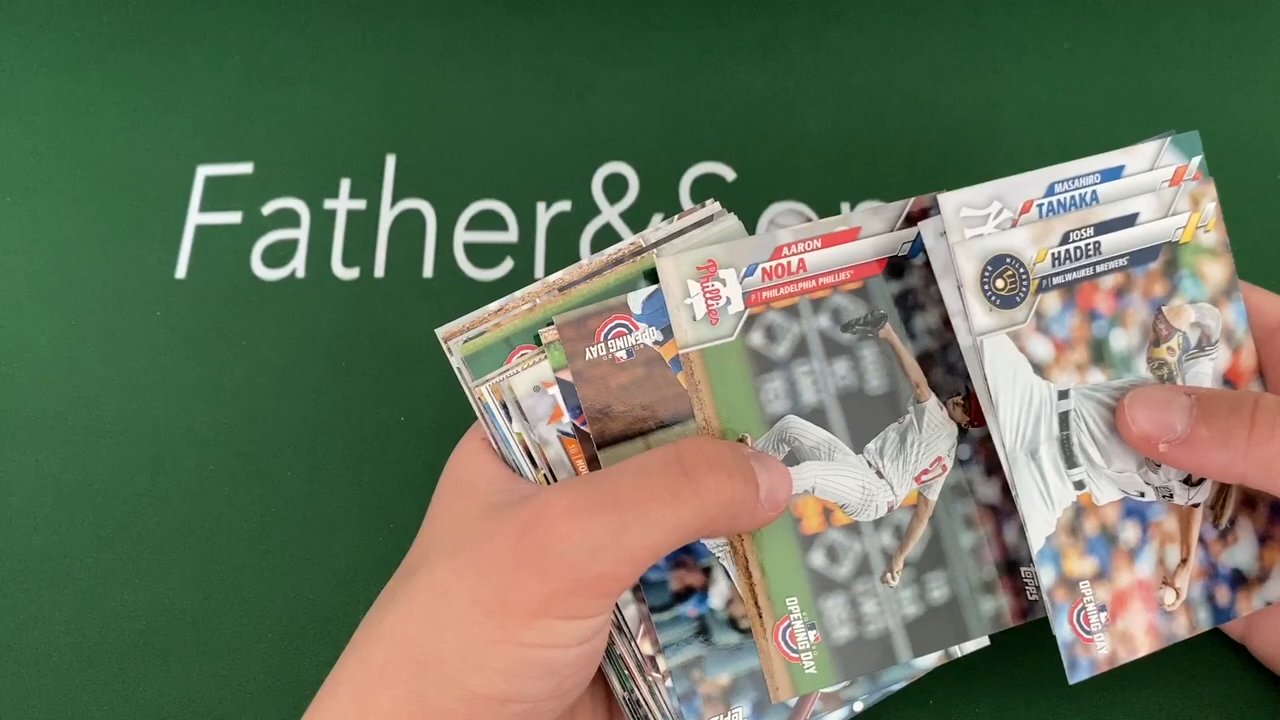 Father&Son
MASAHIRO
TANAKA
JOSH
HADER
P | MILWAUKEE BREWERS
AARON
NOLA
P | PHILADELPHIA PHILLIES
Phillies
OPENING DAY
OPENING DAY
OPENING DAY
TOPPS
TOPPS